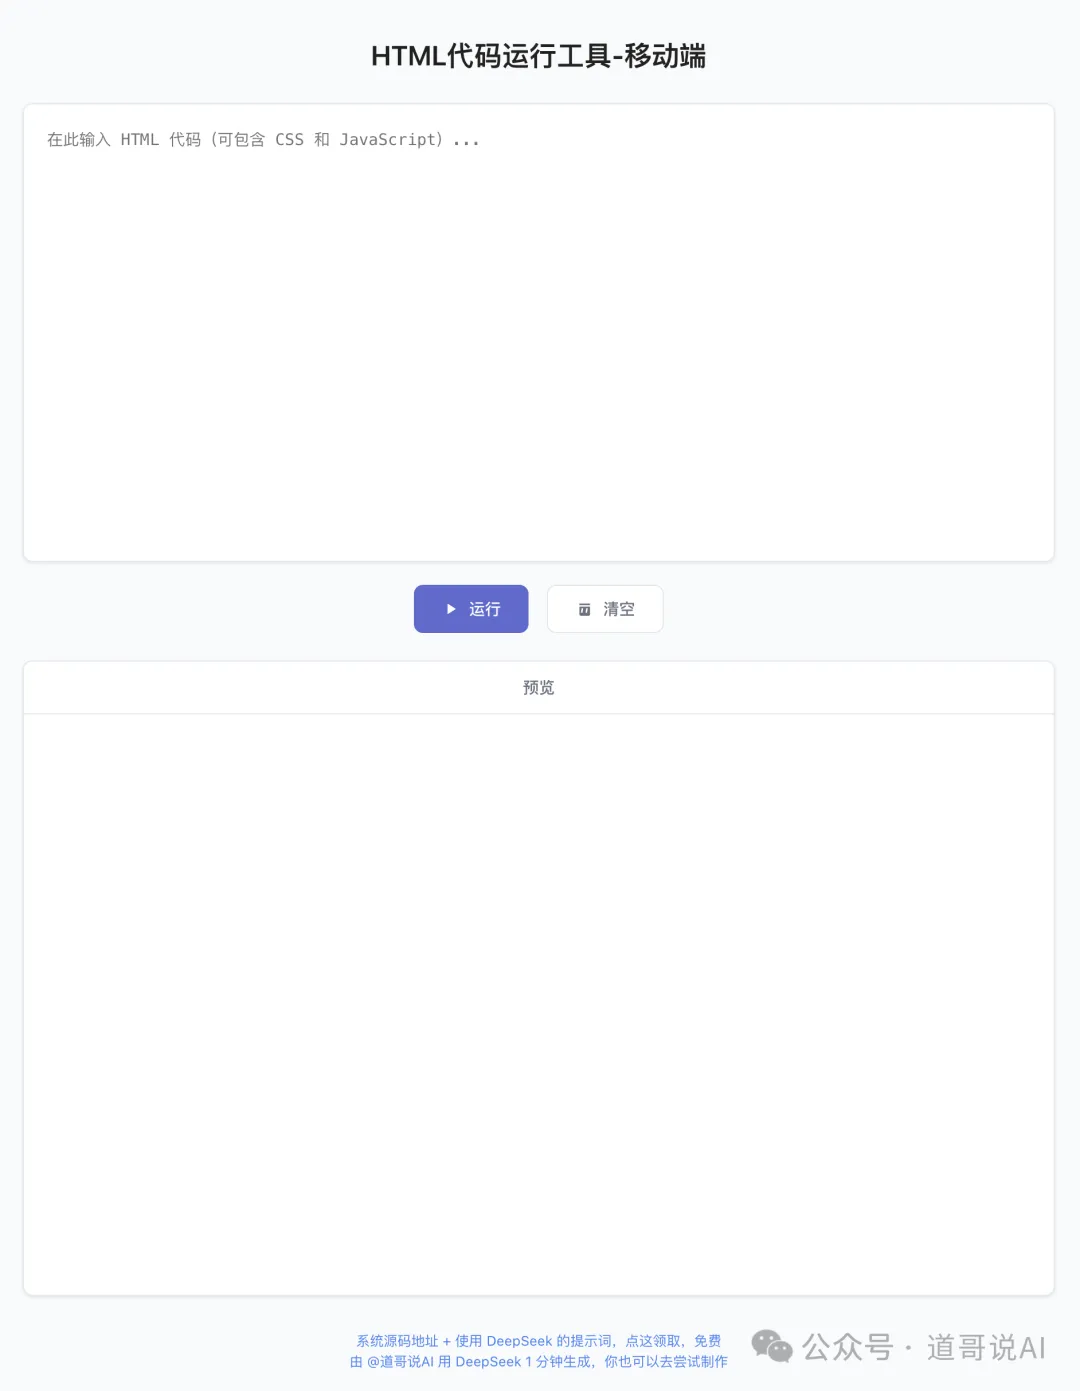 HTML代码运行工具-移动端
在此输入 HTML 代码（可包含 CSS 和 JavaScript）...
运行
清空
预览
系统源码地址 + 使用 DeepSeek 的提示词，点这领取，免费
由 @道哥说AI 用 DeepSeek 1 分钟生成，你也可以去尝试制作
公众号 · 道哥说AI